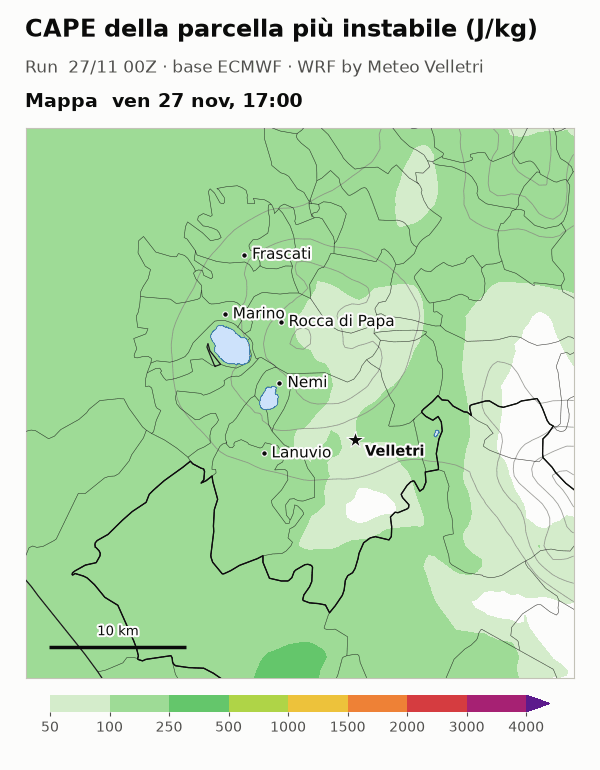 CAPE della parcella più instabile (J/kg)
Run  27/11 00Z · base ECMWF · WRF by Meteo Velletri
Mappa  ven 27 nov, 17:00
Frascati
Marino
Rocca di Papa
Nemi
Lanuvio
Velletri
10 km
50 100 250 500 1000 1500 2000 3000 4000